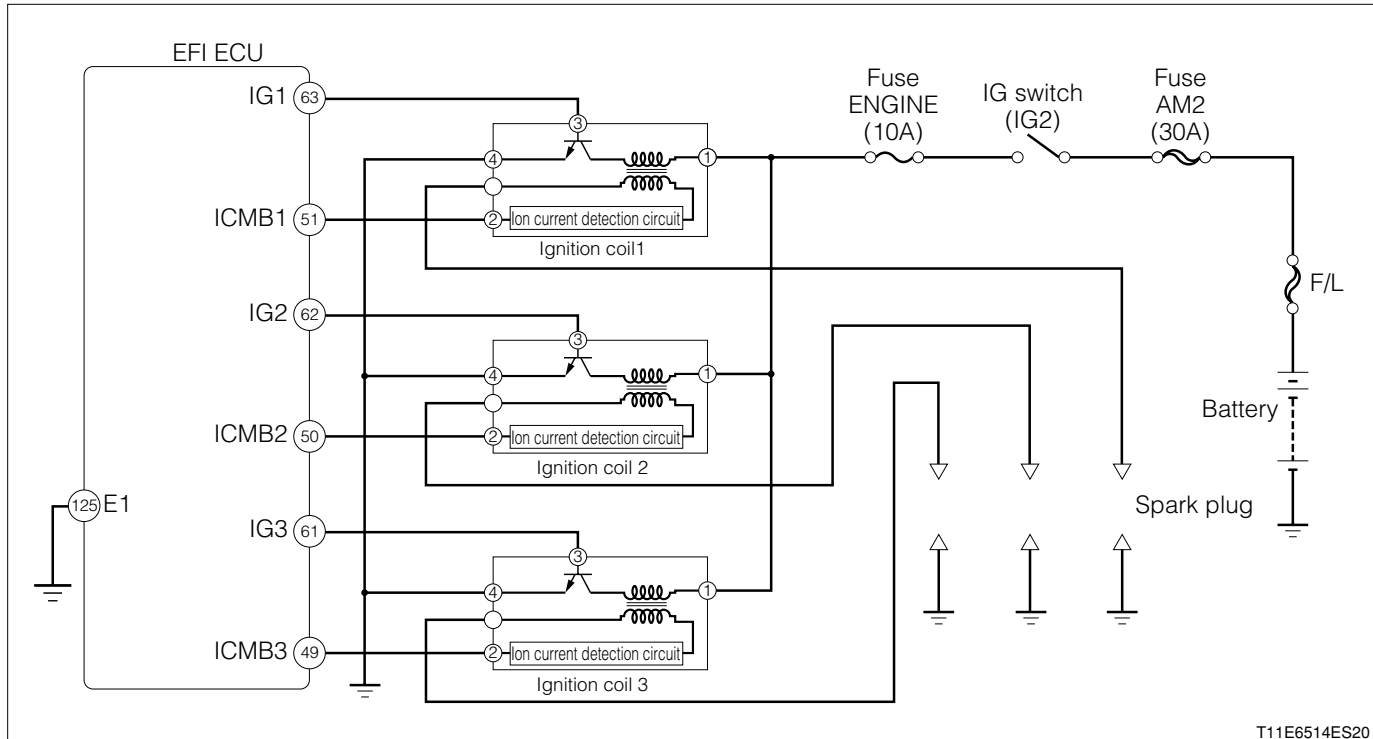 EFI ECU
IG1 63
ICMB1 51
IG2 62
ICMB2 50
125 E1
IG3 61
ICMB3 49
3
4
1
2 Ion current detection circuit
Ignition coil1
3
4
1
2 Ion current detection circuit
Ignition coil 2
3
4
1
2 Ion current detection circuit
Ignition coil 3
Fuse
ENGINE
(10A)
IG switch
(IG2)
Fuse
AM2
(30A)
F/L
Battery
Spark plug
T11E6514ES20